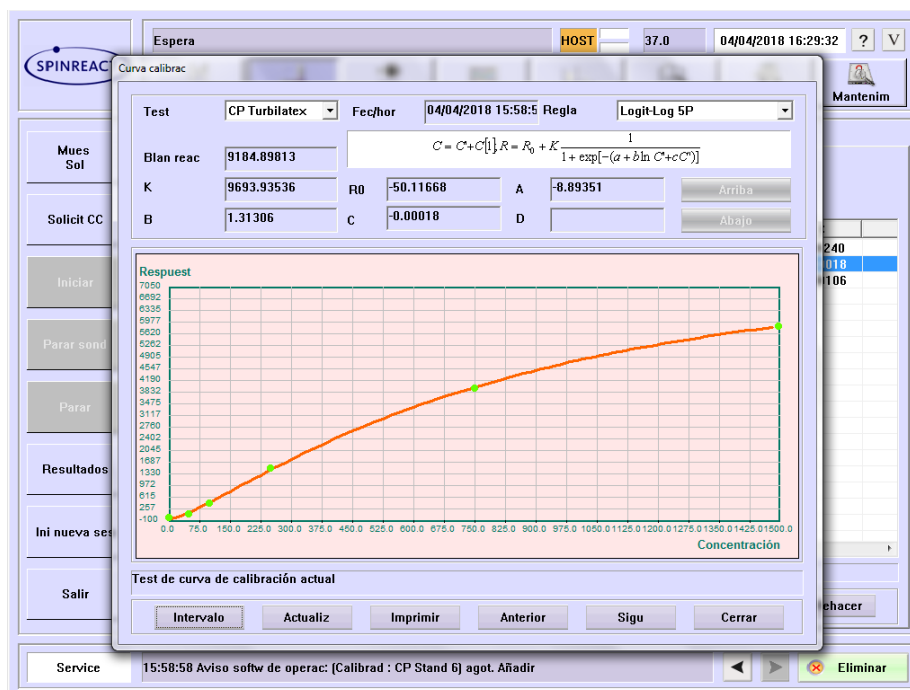 Espera HOST 37.0 04/04/2018 16:29:32 ? V
SPINREAC
Curva calibrac
Mantenim
Test CP Turbilatex Fec/hor 04/04/2018 15:58:5 Regla Logit-Log 5P
Blan reac 9184.89813 C = C'+C[1], R = R0 + K 1 / 1 + exp[-(a + b ln C'+cC')]
K 9693.93536 R0 -50.11668 A -8.89351 Arriba
B 1.31306 C -0.00018 D Abajo
Mues
Sol
Solicit CC
Iniciar
Parar sond
Parar
Resultados
Ini nueva ses
Salir
240
018
106
Respuest
7050
6692
6335
5977
5620
5262
4905
4547
4190
3832
3475
3117
2760
2402
2045
1687
1330
972
615
257
-100
0.0 75.0 150.0 225.0 300.0 375.0 450.0 525.0 600.0 675.0 750.0 825.0 900.0 975.0 1050.0 1125.0 1200.0 1275.0 1350.0 1425.0 1500.0
Concentración
Test de curva de calibración actual
Intervalo Actualiz Imprimir Anterior Sigu Cerrar
ehacer
Service 15:58:58 Aviso softw de operac: [Calibrad : CP Stand 6] agot. Añadir Eliminar